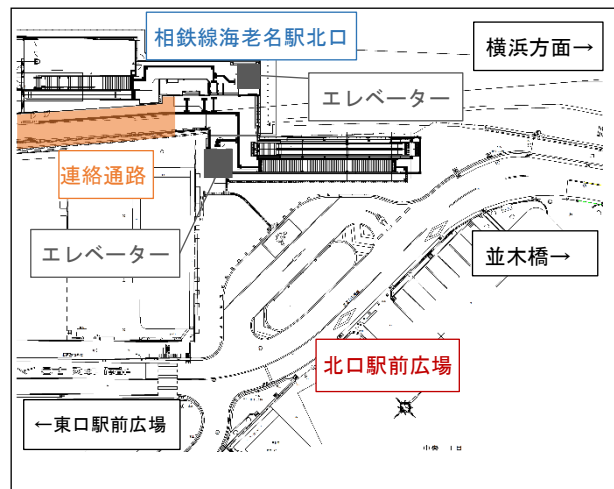 相鉄線海老名駅北口
横浜方面→
エレベーター
連絡通路
エレベーター
並木橋→
北口駅前広場
←東口駅前広場